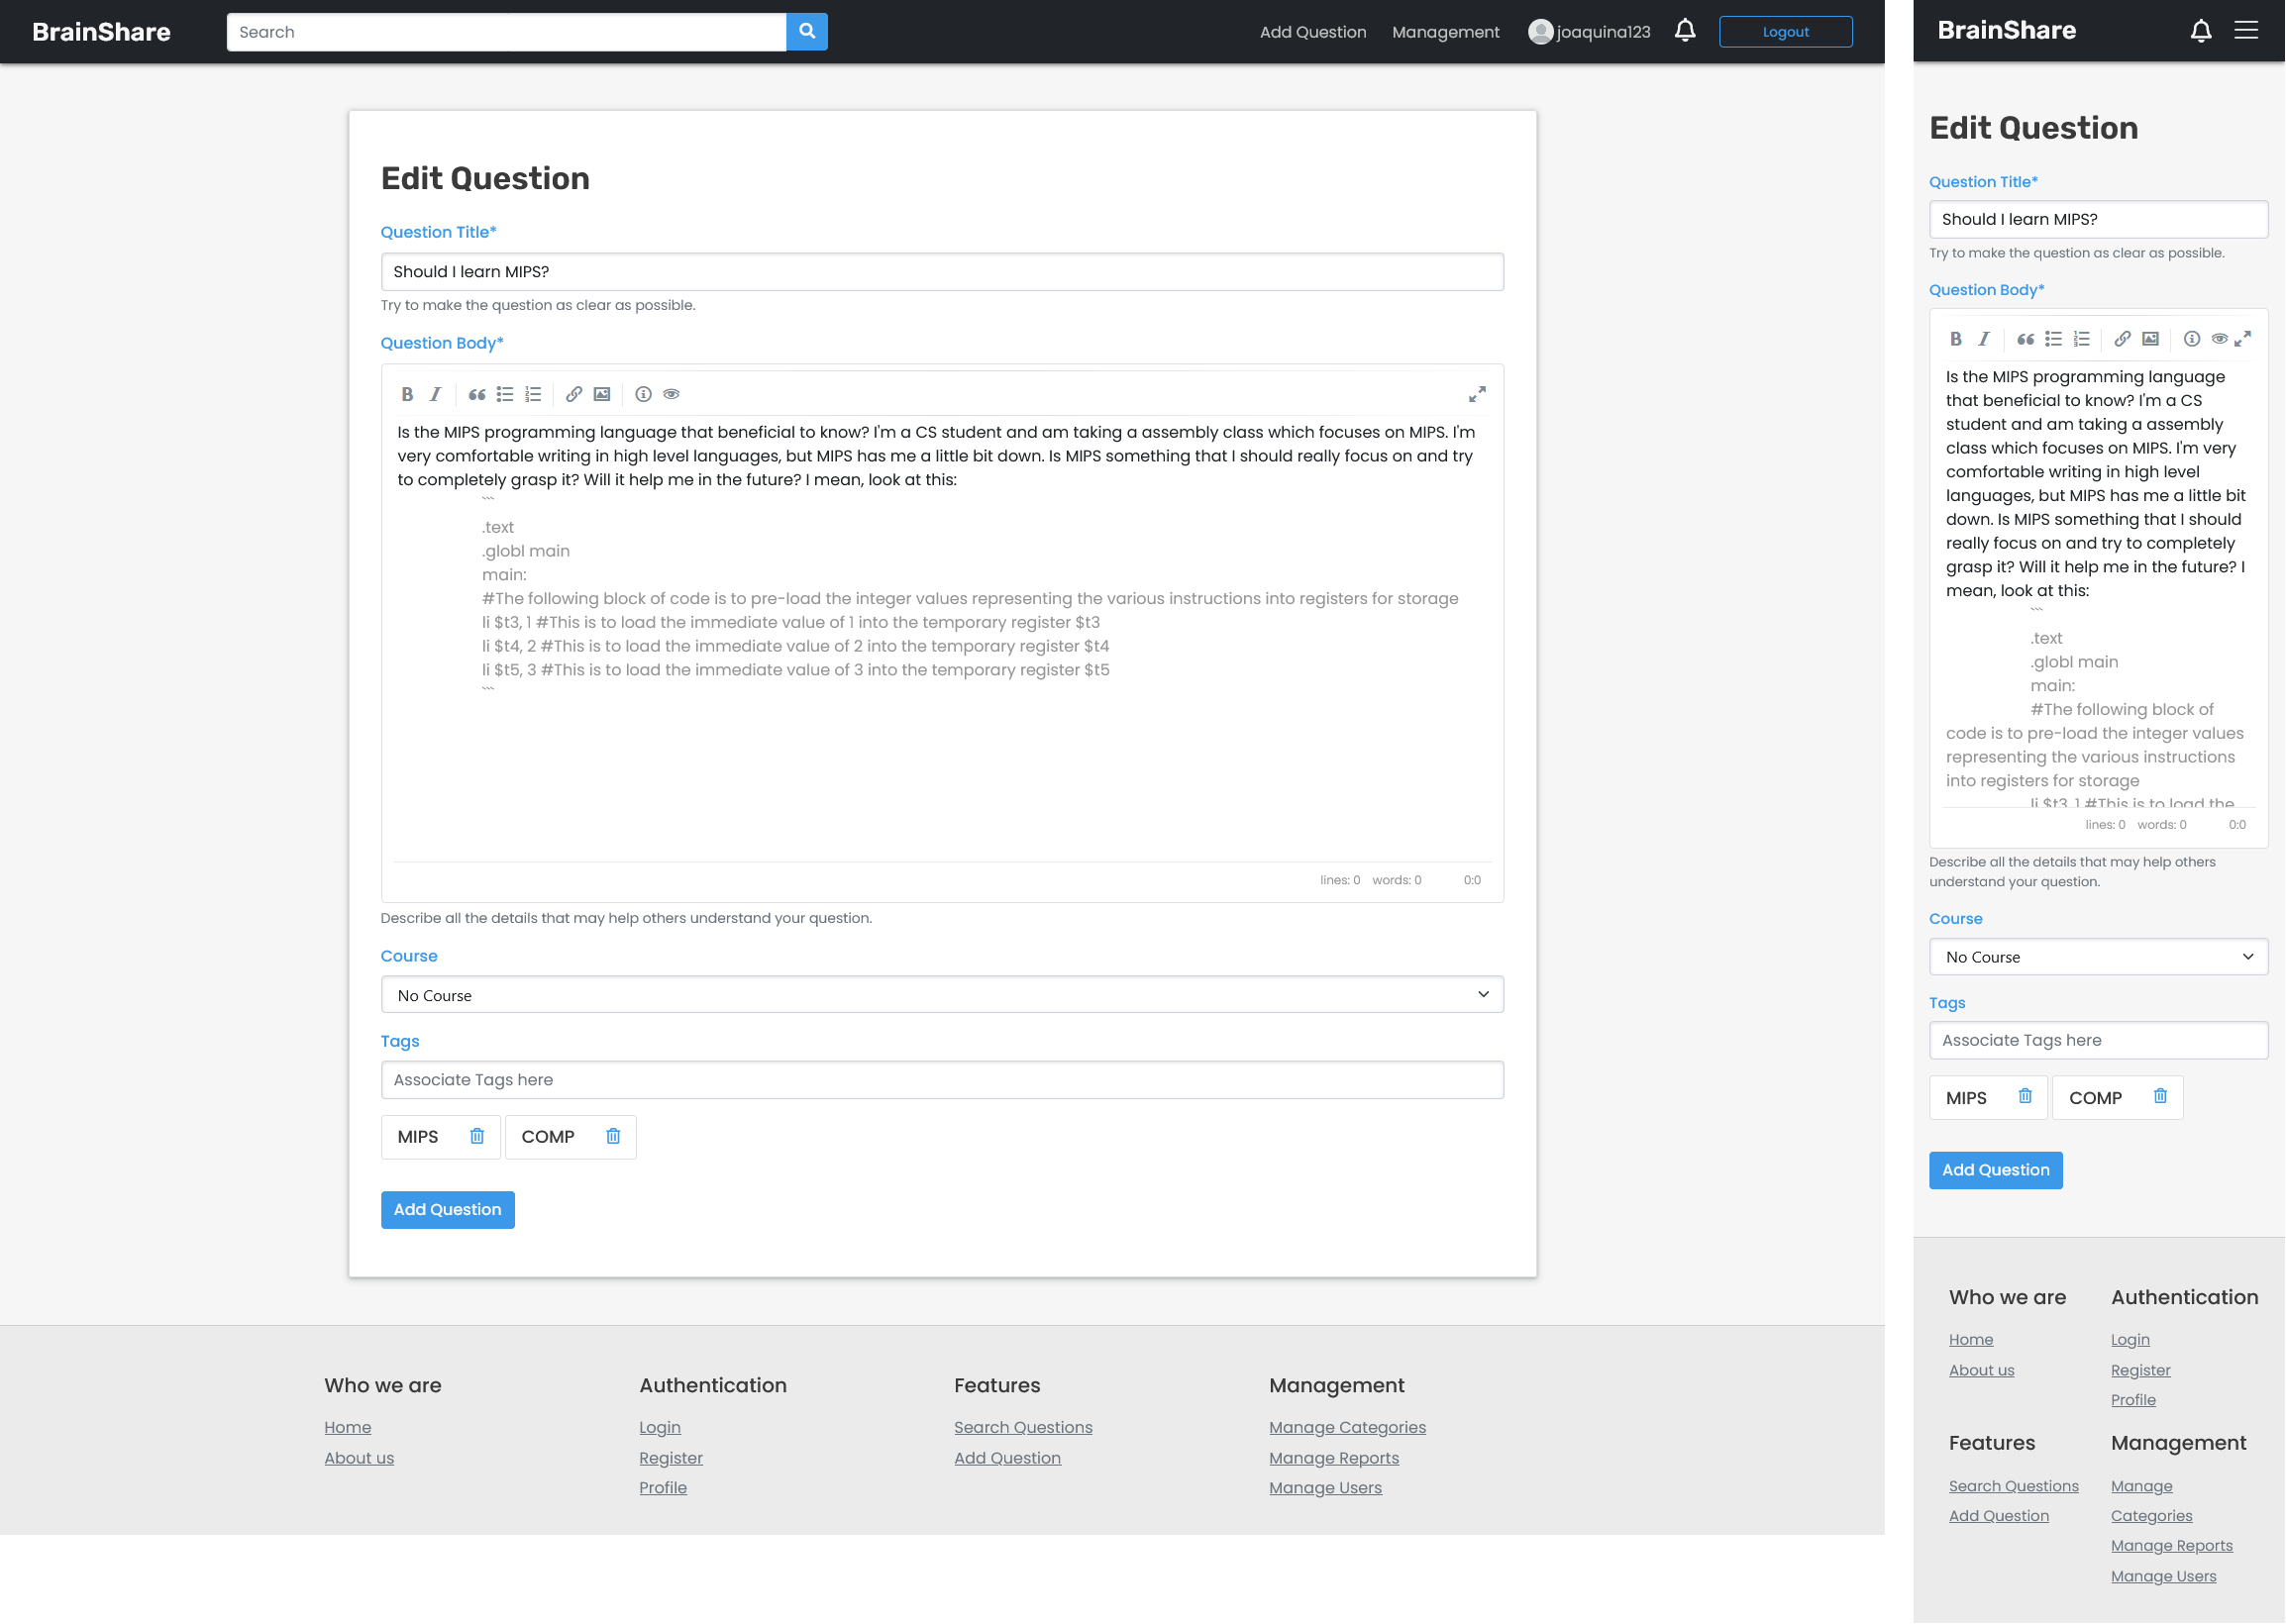 BrainShare
Search
Add Question
Management
joaquina123
Logout
Edit Question
Question Title*
Should I learn MIPS?
Try to make the question as clear as possible.
Question Body*
Is the MIPS programming language that beneficial to know? I'm a CS student and am taking a assembly class which focuses on MIPS. I'm
very comfortable writing in high level languages, but MIPS has me a little bit down. Is MIPS something that I should really focus on and try
to completely grasp it? Will it help me in the future? I mean, look at this:
```
.text
.globl main
main:
#The following block of code is to pre-load the integer values representing the various instructions into registers for storage
li $t3, 1 #This is to load the immediate value of 1 into the temporary register $t3
li $t4, 2 #This is to load the immediate value of 2 into the temporary register $t4
li $t5, 3 #This is to load the immediate value of 3 into the temporary register $t5
```
lines: 0 words: 0 0:0
Describe all the details that may help others understand your question.
Course
No Course
Tags
Associate Tags here
MIPS
COMP
Add Question
Who we are
Home
About us
Authentication
Login
Register
Profile
Features
Search Questions
Add Question
Management
Manage Categories
Manage Reports
Manage Users
BrainShare
Edit Question
Question Title*
Should I learn MIPS?
Try to make the question as clear as possible.
Question Body*
Is the MIPS programming language
that beneficial to know? I'm a CS
student and am taking a assembly
class which focuses on MIPS. I'm very
comfortable writing in high level
languages, but MIPS has me a little bit
down. Is MIPS something that I should
really focus on and try to completely
grasp it? Will it help me in the future? I
mean, look at this:
```
.text
.globl main
main:
#The following block of
code is to pre-load the integer values
representing the various instructions
into registers for storage
li $t3, 1 #This is to load the
lines: 0 words: 0 0:0
Describe all the details that may help others
understand your question.
Course
No Course
Tags
Associate Tags here
MIPS
COMP
Add Question
Who we are
Home
About us
Authentication
Login
Register
Profile
Features
Search Questions
Add Question
Management
Manage
Categories
Manage Reports
Manage Users